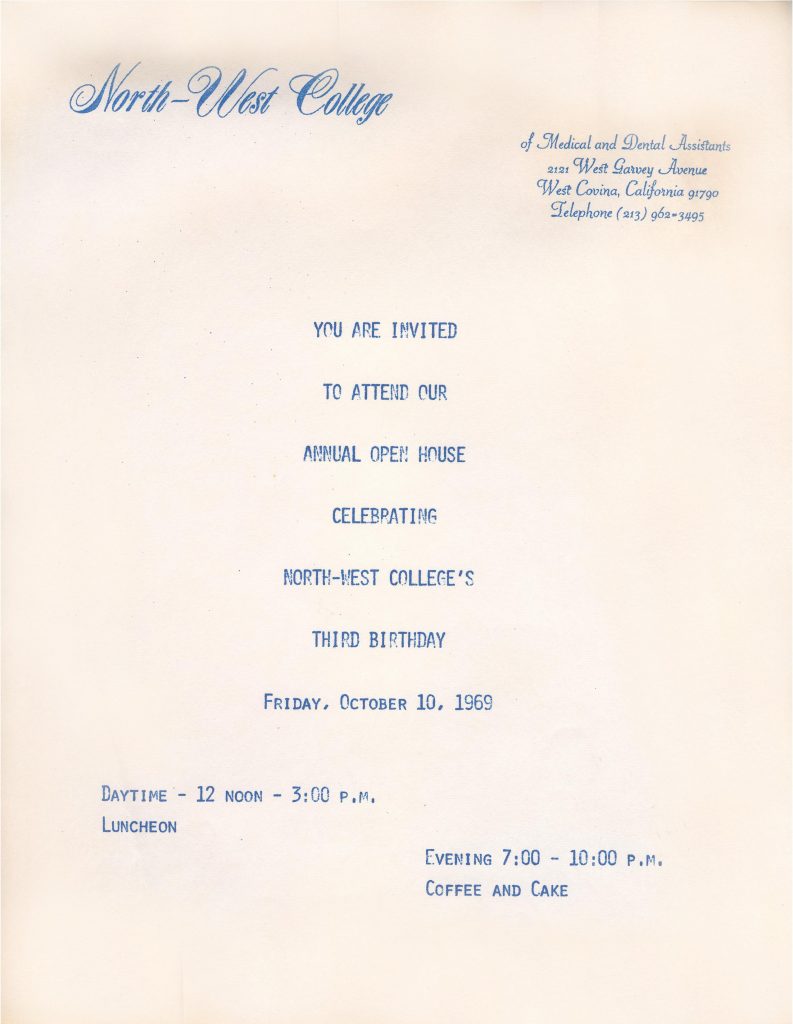 North-West College
of Medical and Dental Assistants
2121 West Garvey Avenue
West Covina, California 91790
Telephone (213) 962-3495
YOU ARE INVITED
TO ATTEND OUR
ANNUAL OPEN HOUSE
CELEBRATING
NORTH-WEST COLLEGE'S
THIRD BIRTHDAY
FRIDAY, OCTOBER 10, 1969
DAYTIME - 12 NOON - 3:00 P.M.
LUNCHEON
EVENING 7:00 - 10:00 P.M.
COFFEE AND CAKE